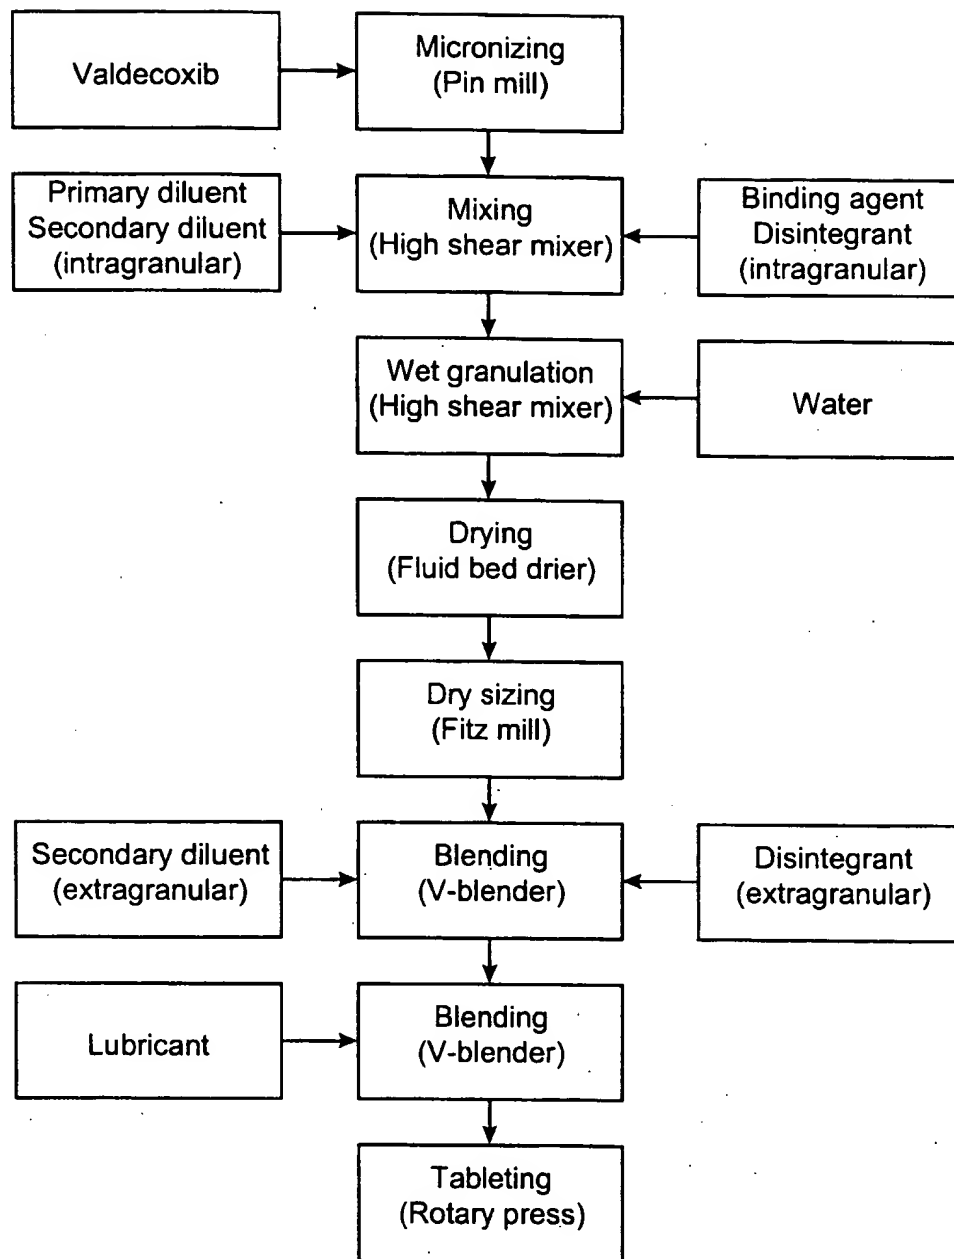 Valdecoxib
Micronizing
(Pin mill)
Primary diluent
Secondary diluent
(intragranular)
Mixing
(High shear mixer)
Binding agent
Disintegrant
(intragranular)
Wet granulation
(High shear mixer)
Water
Drying
(Fluid bed drier)
Dry sizing
(Fitz mill)
Secondary diluent
(extragranular)
Blending
(V-blender)
Disintegrant
(extragranular)
Lubricant
Blending
(V-blender)
Tableting
(Rotary press)